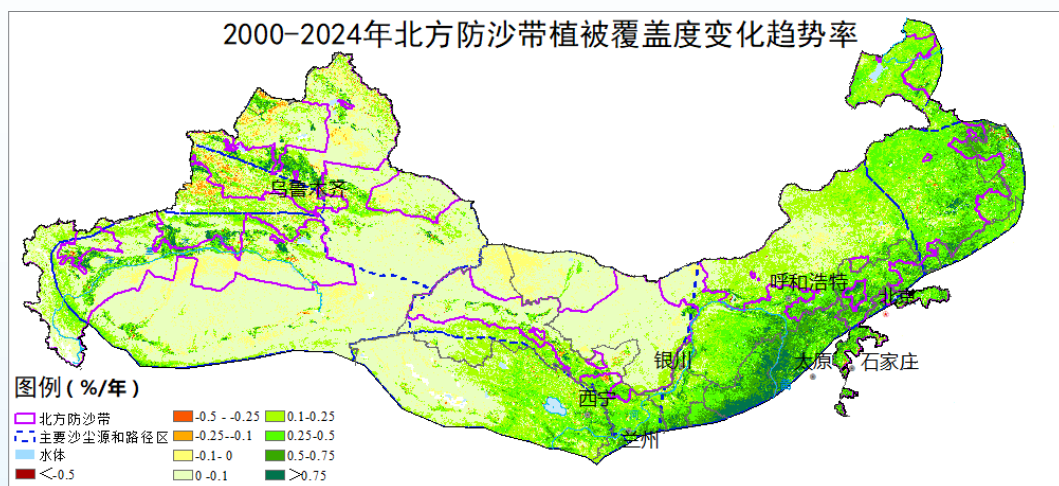 2000-2024年北方防沙带植被覆盖度变化趋势率
乌鲁木齐
呼和浩特
北京
银川
太原
石家庄
西宁
兰州
图例(%/年)
北方防沙带
主要沙尘源和路径区
水体
<-0.5
-0.5 - -0.25
-0.25--0.1
-0.1- 0
0 -0.1
0.1-0.25
0.25-0.5
0.5-0.75
>0.75